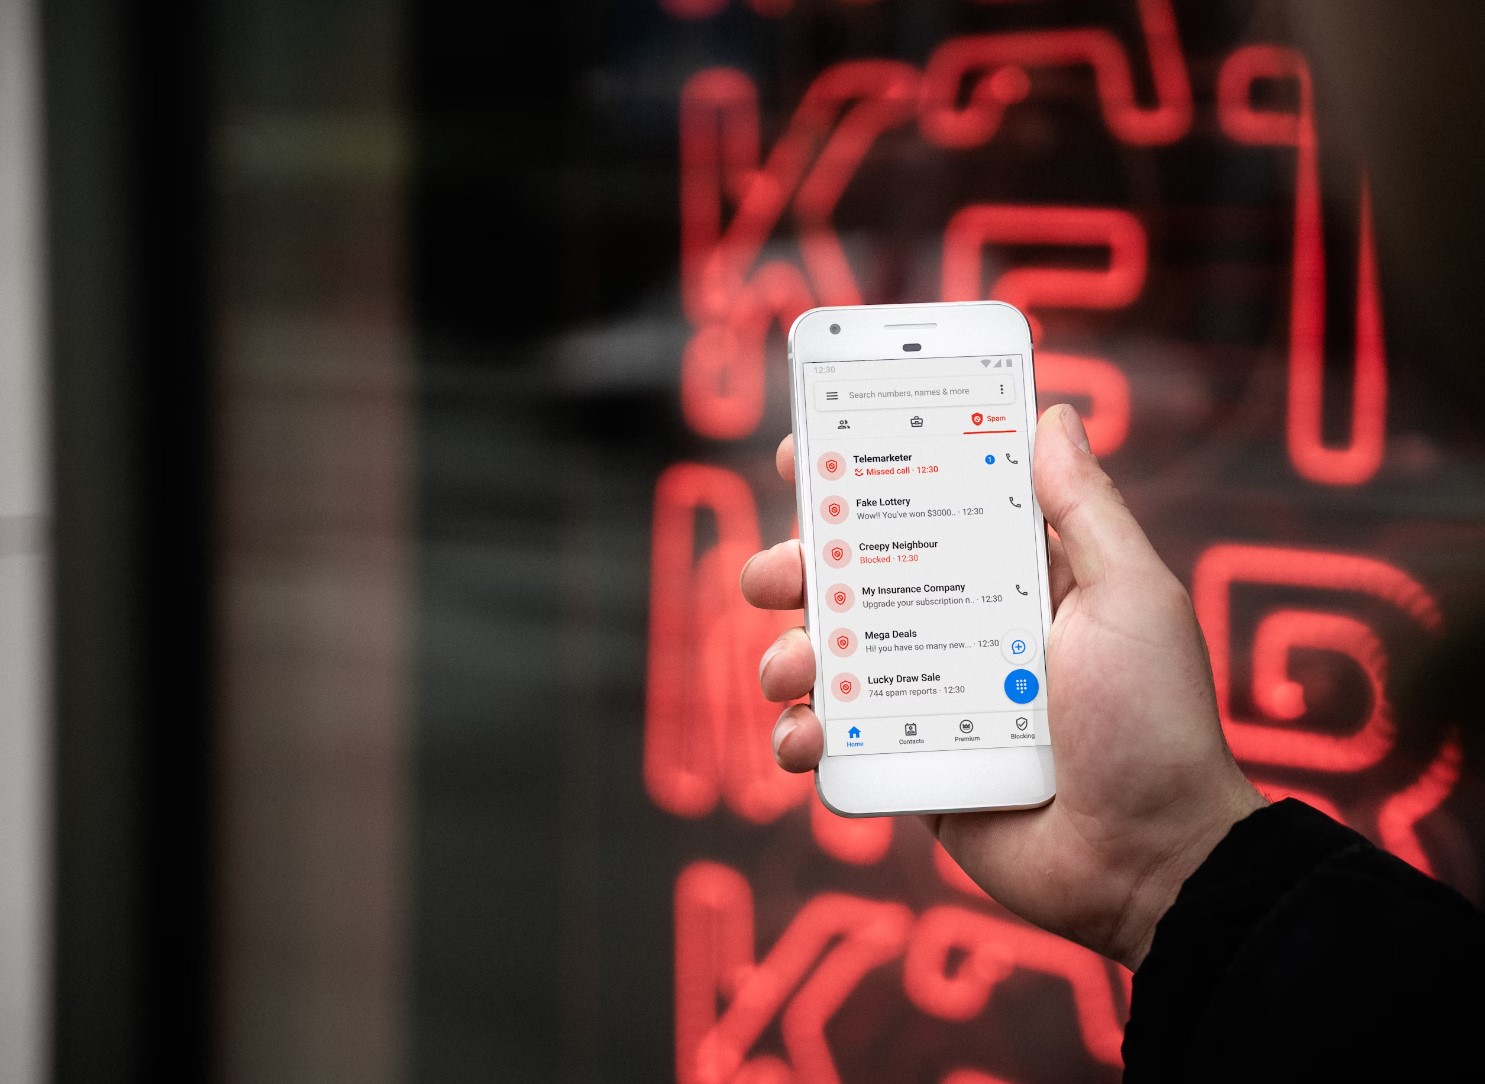 12:30
Search numbers, names & more
Spam
Telemarketer
Missed call · 12:30
1
Fake Lottery
Wow!! You've won $3000.. · 12:30
Creepy Neighbour
Blocked · 12:30
My Insurance Company
Upgrade your subscription n.. · 12:30
Mega Deals
Hi! you have so many new... · 12:30
Lucky Draw Sale
744 spam reports · 12:30
Home
Contacts
Premium
Blocking